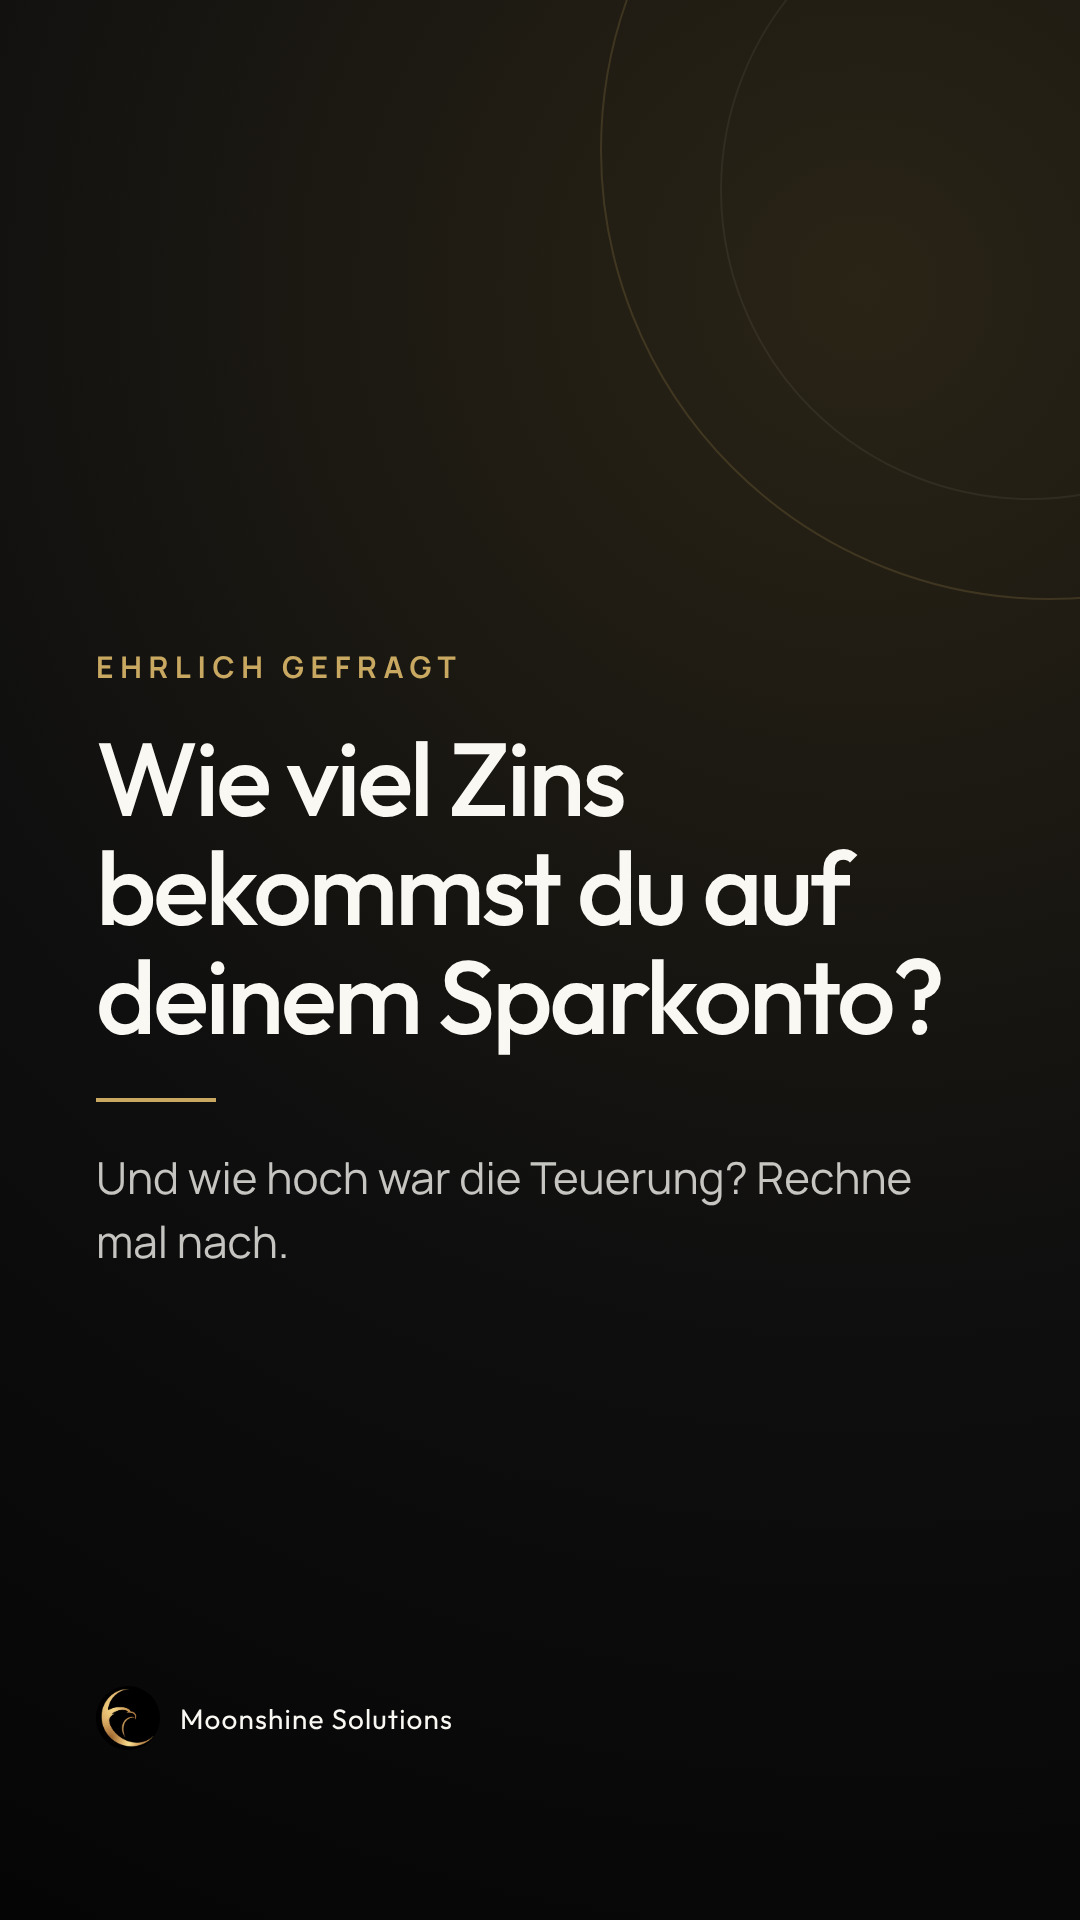 EHRLICH GEFRAGT
Wie viel Zins
bekommst du auf
deinem Sparkonto?
Und wie hoch war die Teuerung? Rechne
mal nach.
Moonshine Solutions